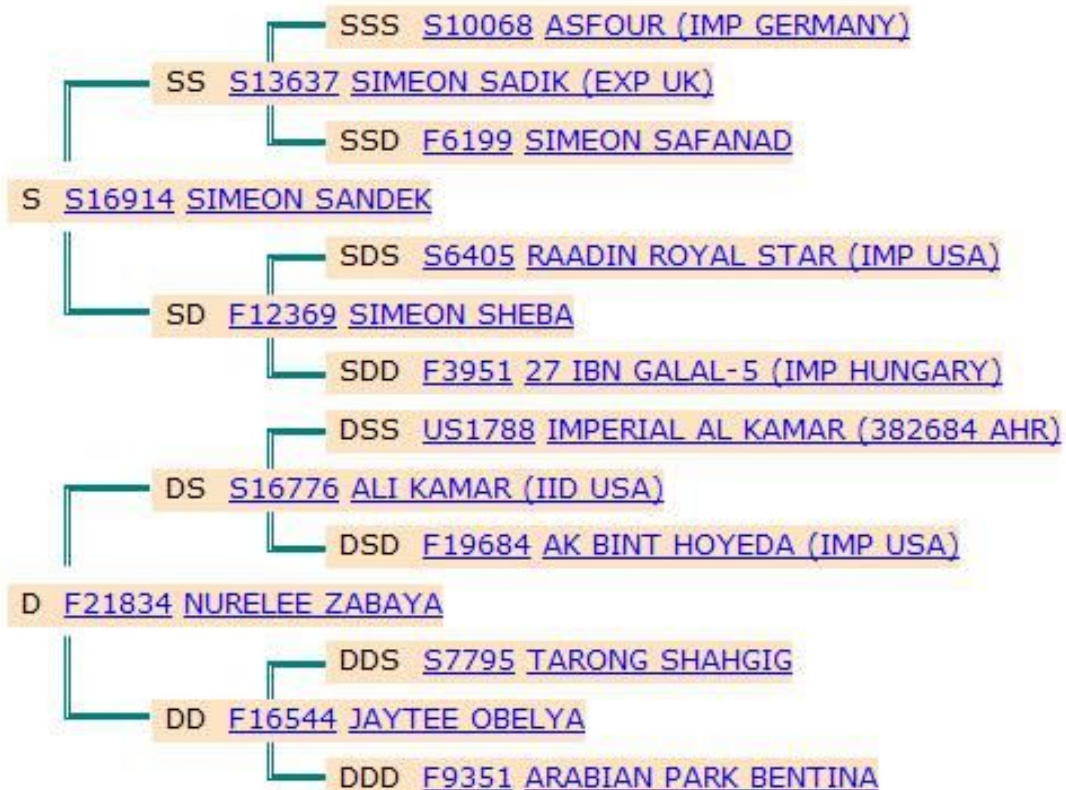 SSS S10068 ASFOUR (IMP GERMANY)
SS S13637 SIMEON SADIK (EXP UK)
SSD F6199 SIMEON SAFANAD
S S16914 SIMEON SANDEK
SDS S6405 RAADIN ROYAL STAR (IMP USA)
SD F12369 SIMEON SHEBA
SDD F3951 27 IBN GALAL-5 (IMP HUNGARY)
DSS US1788 IMPERIAL AL KAMAR (382684 AHR)
DS S16776 ALI KAMAR (IID USA)
DSD F19684 AK BINT HOYEDA (IMP USA)
D F21834 NURELEE ZABAYA
DDS S7795 TARONG SHAHGIG
DD F16544 JAYTEE OBELYA
DDD F9351 ARABIAN PARK BENTINA